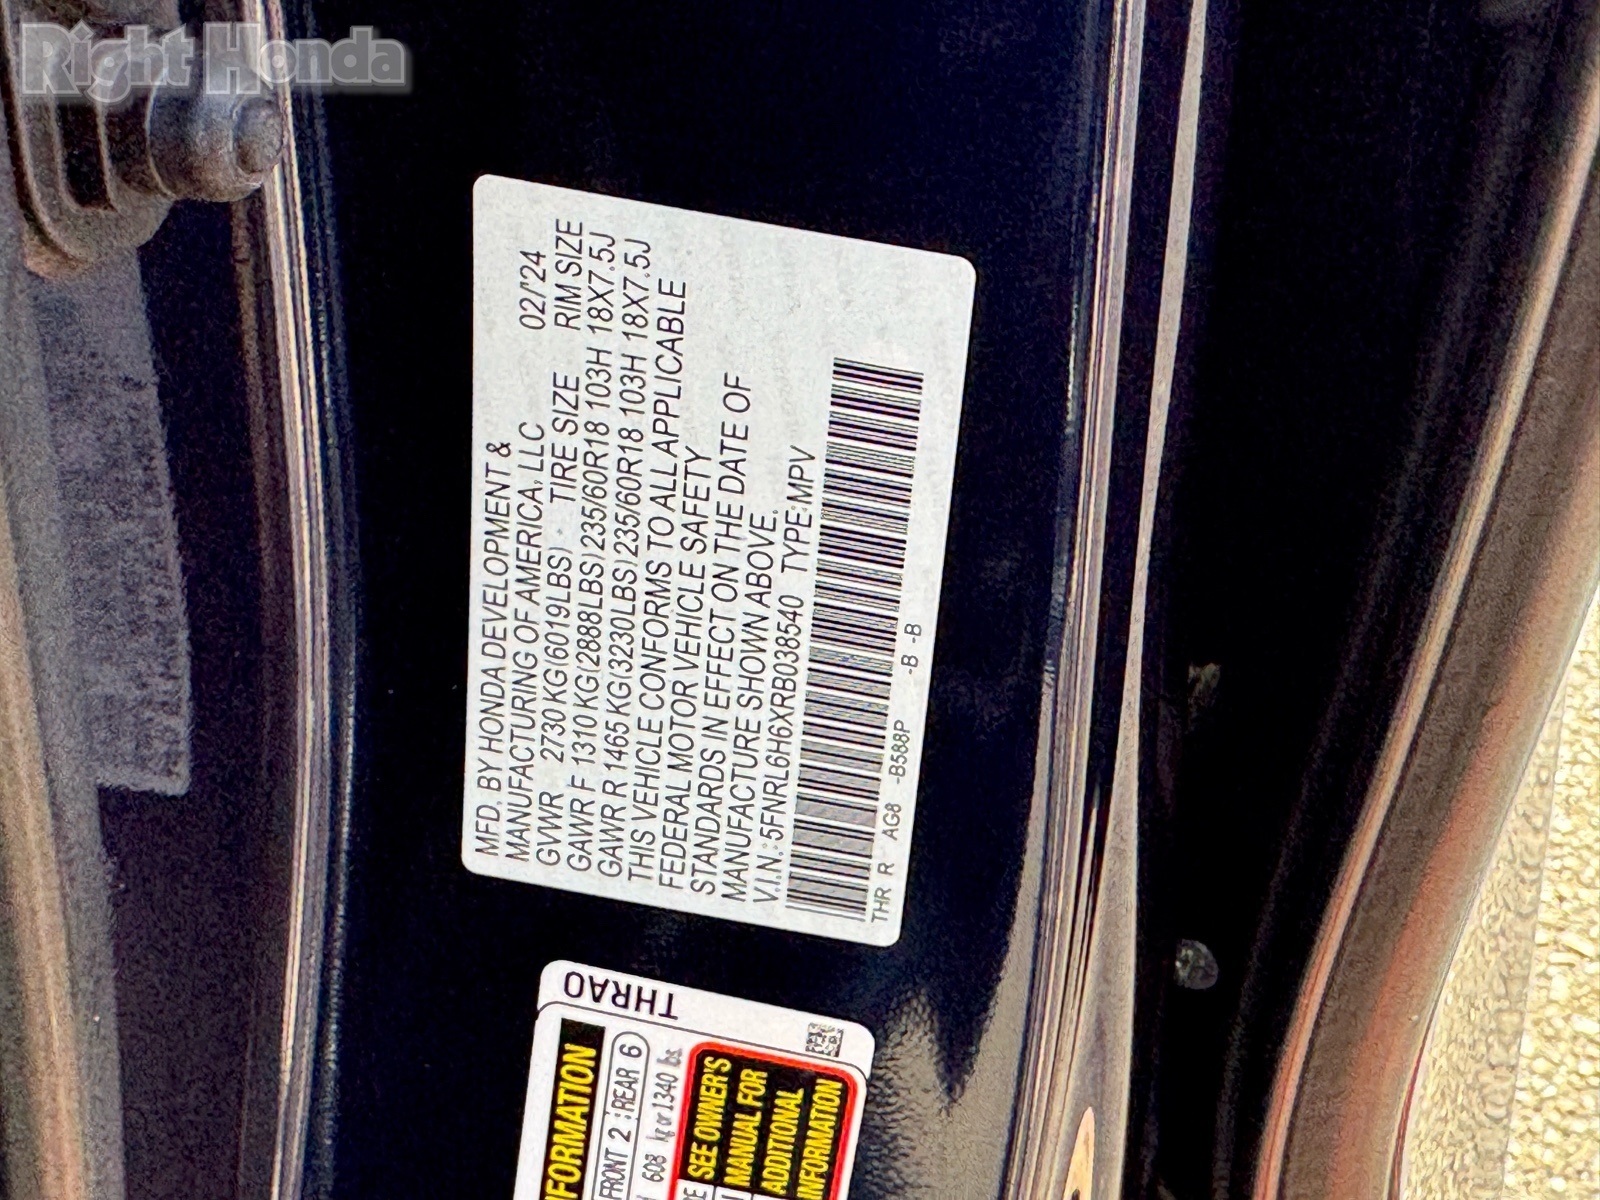 Right Honda
MFD. BY HONDA DEVELOPMENT &
MANUFACTURING OF AMERICA, LLC 02/'24
GVWR 2730 KG(6019LBS) TIRE SIZE RIM SIZE
GAWR F 1310 KG(2888LBS) 235/60R18 103H 18X7.5J
GAWR R 1465 KG(3230LBS) 235/60R18 103H 18X7.5J
THIS VEHICLE CONFORMS TO ALL APPLICABLE
FEDERAL MOTOR VEHICLE SAFETY
STANDARDS IN EFFECT ON THE DATE OF
MANUFACTURE SHOWN ABOVE.
V.I.N.: 5FNRL6H6XRB038540 TYPE:MPV
THR R AG8 -B588P -B -B
THRA0
FRONT 2 REAR 6
608 kg or 1340 lbs.
SEE OWNER'S
MANUAL FOR
ADDITIONAL
INFORMATION